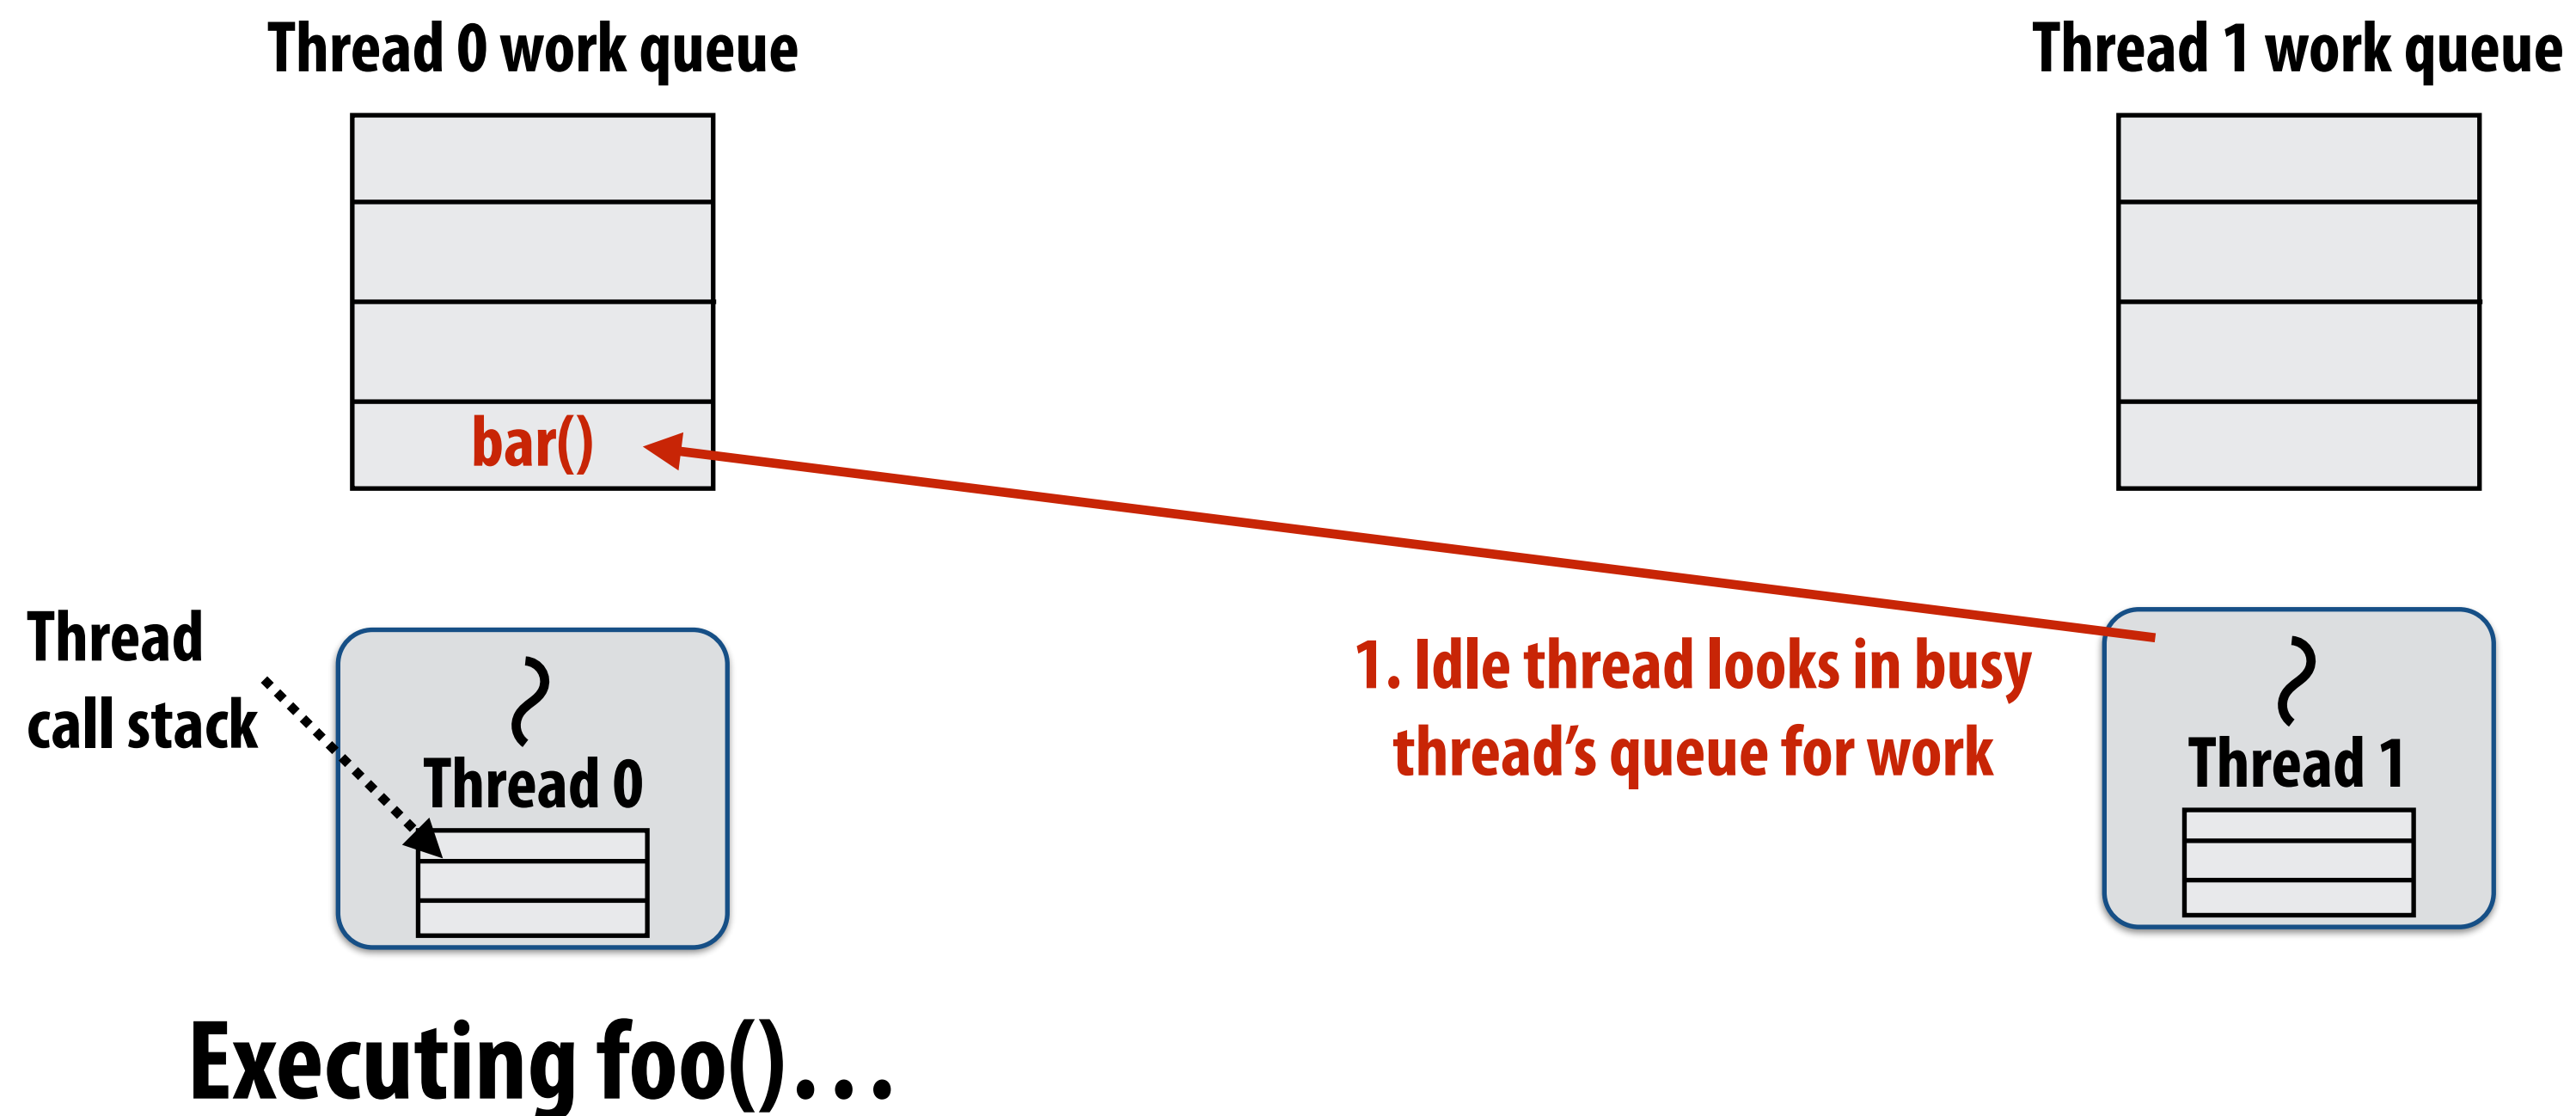 Thread 0 work queue
Thread 1 work queue
bar()
Thread
call stack
Thread 0
1. Idle thread looks in busy
thread’s queue for work
Thread 1
Executing foo()…